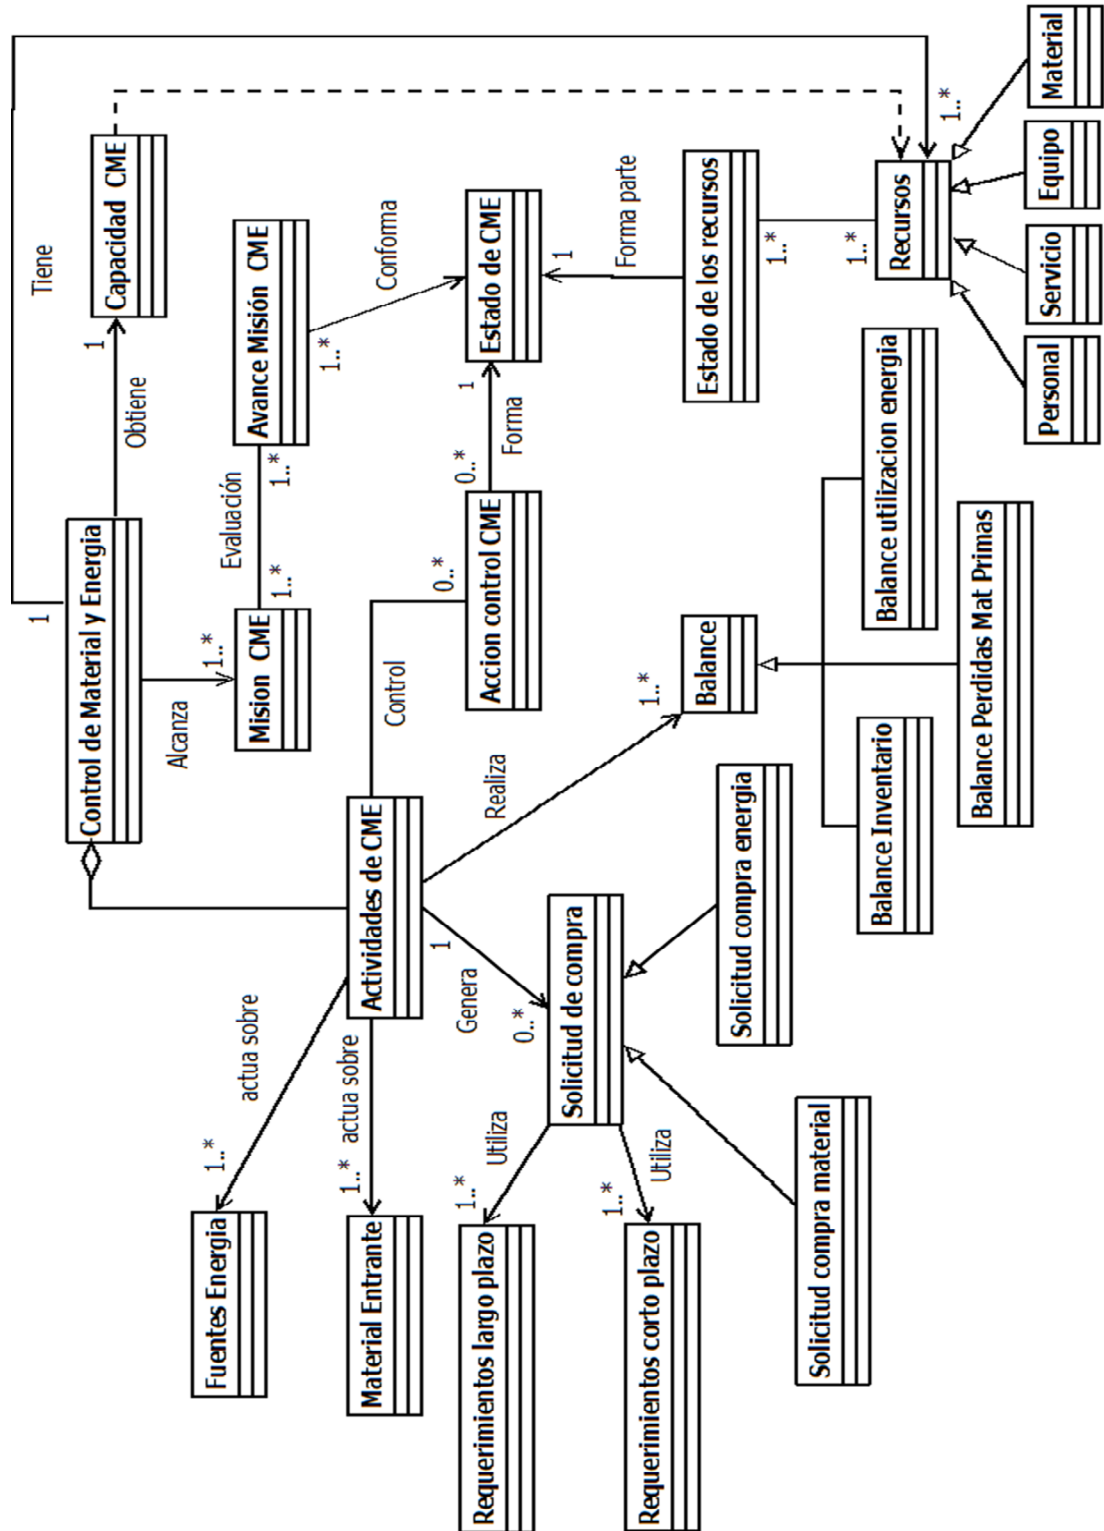 1
Tiene
Control de Material y Energia
1
Capacidad CME
Obtiene
Alcanza
Fuentes Energia
1..*
actua sobre
1..*
Evaluación
Mision CME
Avance Misión CME
1..*
1..*
1..*
1..*
actua sobre
Material Entrante
Actividades de CME
Conforma
Control
1
0..*
1..*
Genera
0..*
1
Requerimientos largo plazo
Accion control CME
Estado de CME
Utiliza
Realiza
Forma
0..*
1
Solicitud de compra
1..*
Forma parte
Requerimientos corto plazo
1..*
Utiliza
Balance
Estado de los recursos
Solicitud compra energia
1..*
Solicitud compra material
1..*
Balance Inventario
Balance utilizacion energia
Recursos
1..*
Balance Perdidas Mat Primas
Personal
Servicio
Equipo
Material